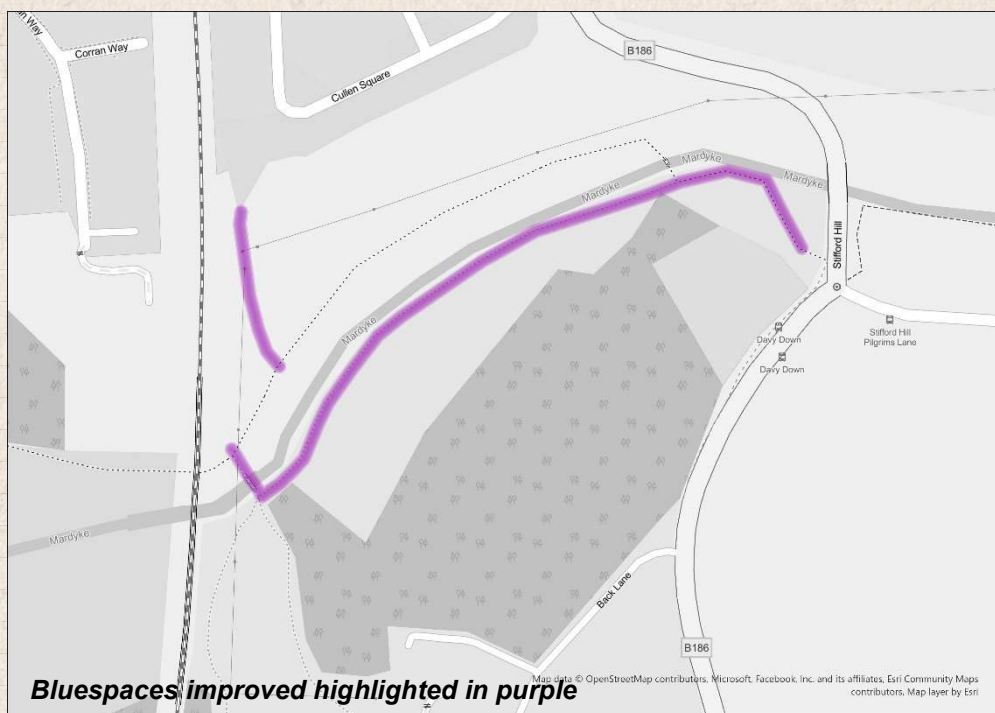 on Way
Corran Way
Cullen Square
B186
Mardyke
Mardyke
Mardyke
Stifford Hill
Mardyke
Davy Down
Stifford Hill
Pilgrims Lane
Davy Down
Mardyke
Back Lane
B186
Bluespaces improved highlighted in purple
Map data © OpenStreetMap contributors, Microsoft, Facebook, Inc. and its affiliates, Esri Community Maps
contributors, Map layer by Esri